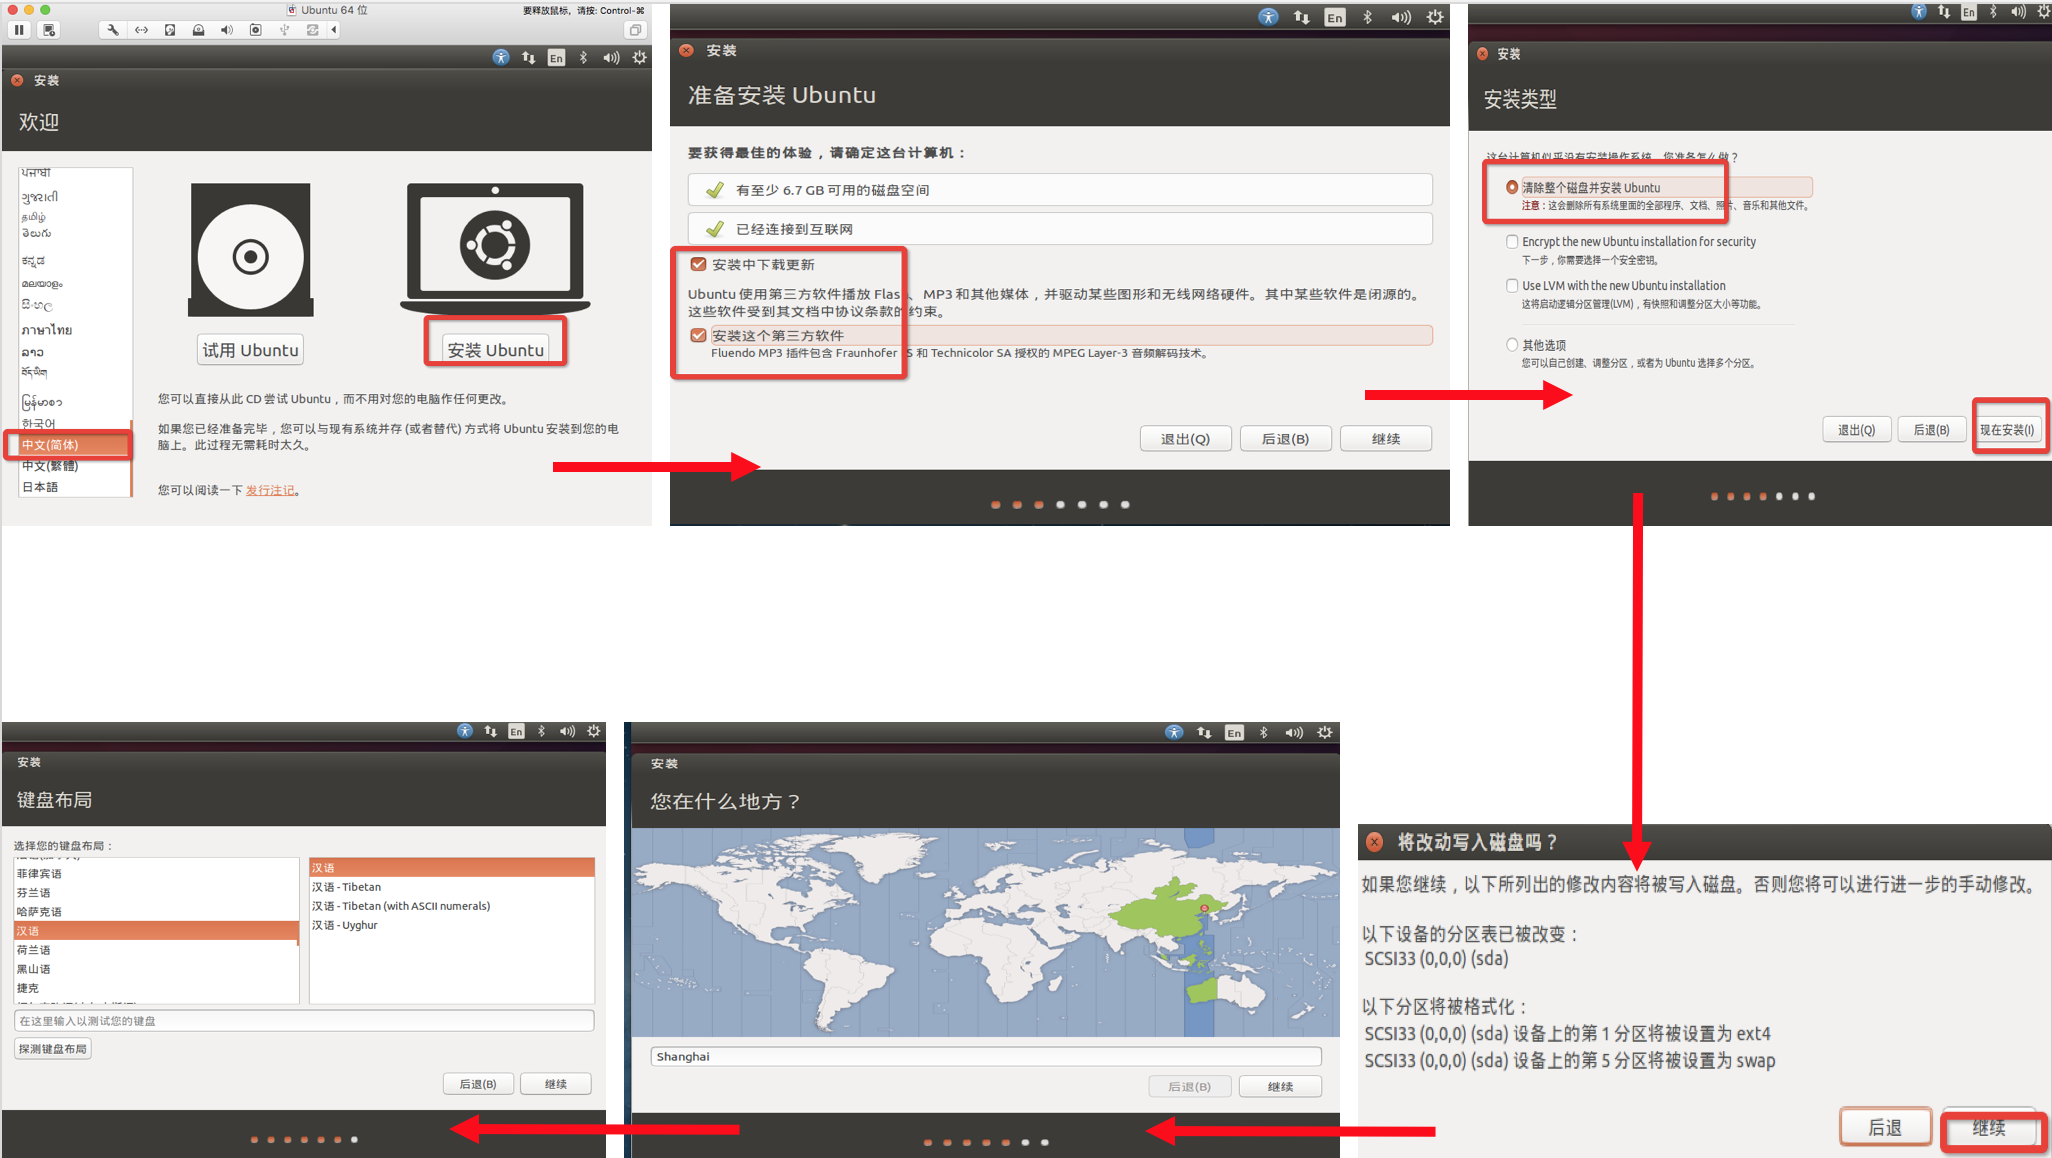 Ubuntu 64 位
要释放鼠标，请按: Control-⌘
En
安装
欢迎
ਪੰਜਾਬੀ
ગુજરાતી
தமிழ்
తెలుగు
ಕನ್ನಡ
മലയാളം
සිංහල
ภาษาไทย
ລາວ
한국어
中文(简体)
中文(繁體)
日本語
试用 Ubuntu
安装 Ubuntu
您可以直接从此 CD 尝试 Ubuntu，而不用对您的电脑作任何更改。
如果您已经准备完毕，您可以与现有系统并存 (或者替代) 方式将 Ubuntu 安装到您的电
脑上。此过程无需耗时太久。
您可以阅读一下 发行注记。
En
安装
准备安装 Ubuntu
要获得最佳的体验，请确定这台计算机：
有至少 6.7 GB 可用的磁盘空间
已经连接到互联网
安装中下载更新
Ubuntu 使用第三方软件播放 Flash、MP3 和其他媒体，并驱动某些图形和无线网络硬件。其中某些软件是闭源的。
这些软件受到其文档中协议条款的约束。
安装这个第三方软件
Fluendo MP3 插件包含 Fraunhofer IIS 和 Technicolor SA 授权的 MPEG Layer-3 音频解码技术。
退出(Q)
后退(B)
继续
En
安装
安装类型
这台计算机似乎没有安装操作系统。您准备怎么做？
清除整个磁盘并安装 Ubuntu
注意：这会删除所有系统里面的全部程序、文档、照片、音乐和其他文件。
Encrypt the new Ubuntu installation for security
下一步，你需要选择一个安全密钥。
Use LVM with the new Ubuntu installation
这将启动逻辑分区管理(LVM)，有快照和调整分区大小等功能。
其他选项
您可以自己创建、调整分区，或者为 Ubuntu 选择多个分区。
退出(Q)
后退(B)
现在安装(I)
将改动写入磁盘吗？
如果您继续，以下所列出的修改内容将被写入磁盘。否则您将可以进行进一步的手动修改。
以下设备的分区表已被改变：
SCSI33 (0,0,0) (sda)
以下分区将被格式化：
SCSI33 (0,0,0) (sda) 设备上的第 1 分区将被设置为 ext4
SCSI33 (0,0,0) (sda) 设备上的第 5 分区将被设置为 swap
后退
继续
En
安装
您在什么地方？
Shanghai
后退(B)
继续
En
安装
键盘布局
选择您的键盘布局：
菲律宾语
芬兰语
哈萨克语
汉语
荷兰语
黑山语
捷克
汉语
汉语 - Tibetan
汉语 - Tibetan (with ASCII numerals)
汉语 - Uyghur
在这里输入以测试您的键盘
探测键盘布局
后退(B)
继续